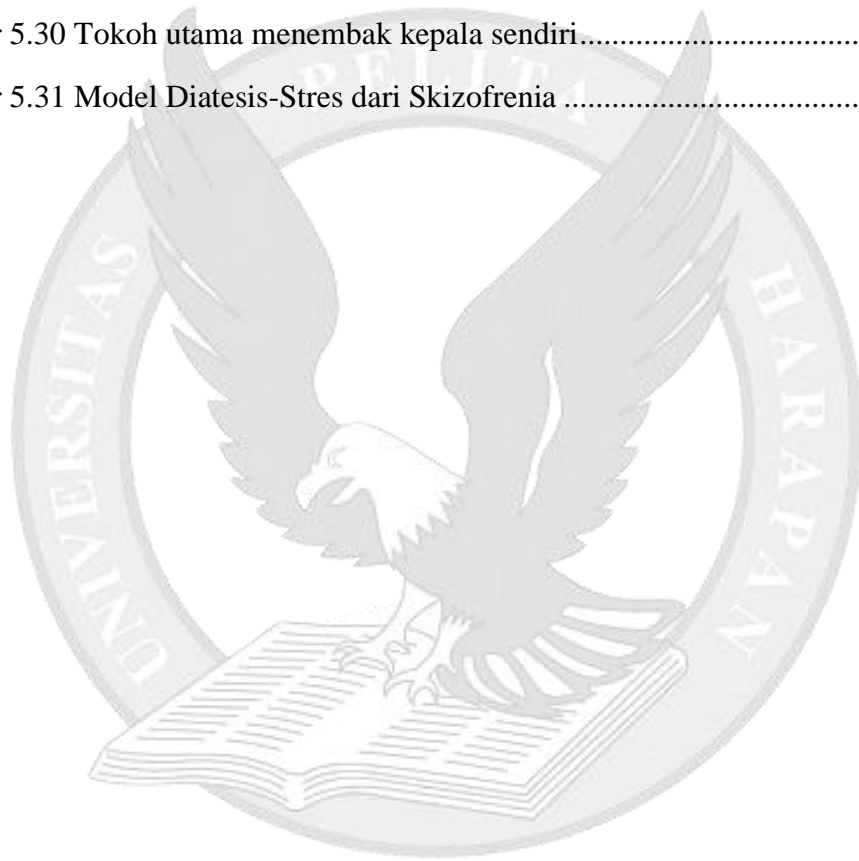 r 5.30 Tokoh utama menembak kepala sendiri...................................
r 5.31 Model Diatesis-Stres dari Skizofrenia .....................................
UNIVERSITAS PELITA HARAPAN